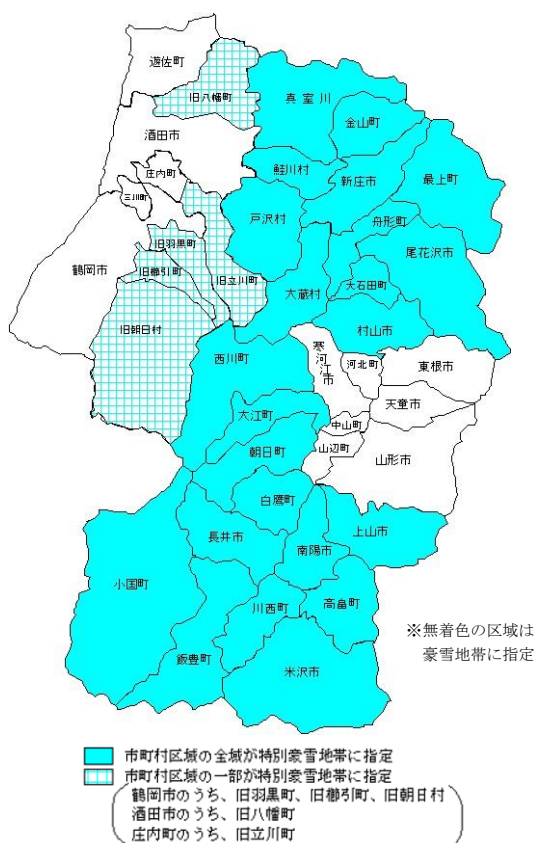 遊佐町
旧八幡町
真室川
金山町
酒田市
鮭川村
新庄市
最上町
庄内町
三川町
戸沢村
舟形町
旧羽黒町
尾花沢市
鶴岡市
旧櫛引町
旧立川町
大石田町
大蔵村
村山市
旧朝日村
西川町
寒河江市
河北町
東根市
大江町
天童市
中山町
朝日町
山辺町
山形市
白鷹町
長井市
南陽市
上山市
小国町
川西町
高畠町
飯豊町
米沢市
※無着色の区域は
豪雪地帯に指定
市町村区域の全域が特別豪雪地帯に指定
市町村区域の一部が特別豪雪地帯に指定
鶴岡市のうち、旧羽黒町、旧櫛引町、旧朝日村
酒田市のうち、旧八幡町
庄内町のうち、旧立川町